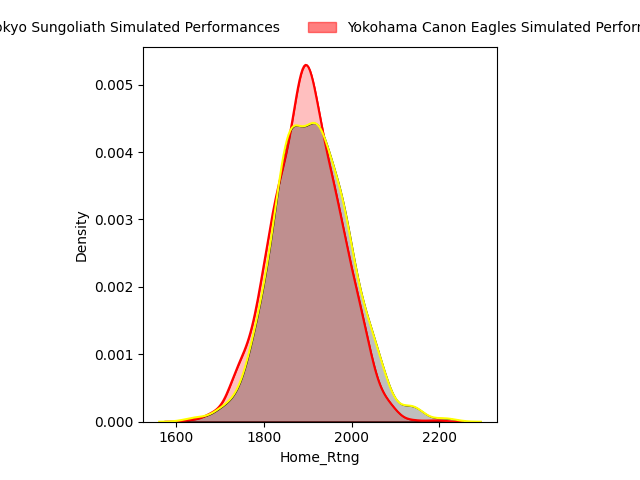 okyo Sungoliath Simulated Performances Yokohama Canon Eagles Simulated Perfor
0.005
0.004
0.003
0.002
0.001
0.000
Density
1600 1800 2000 2200
Home_Rtng